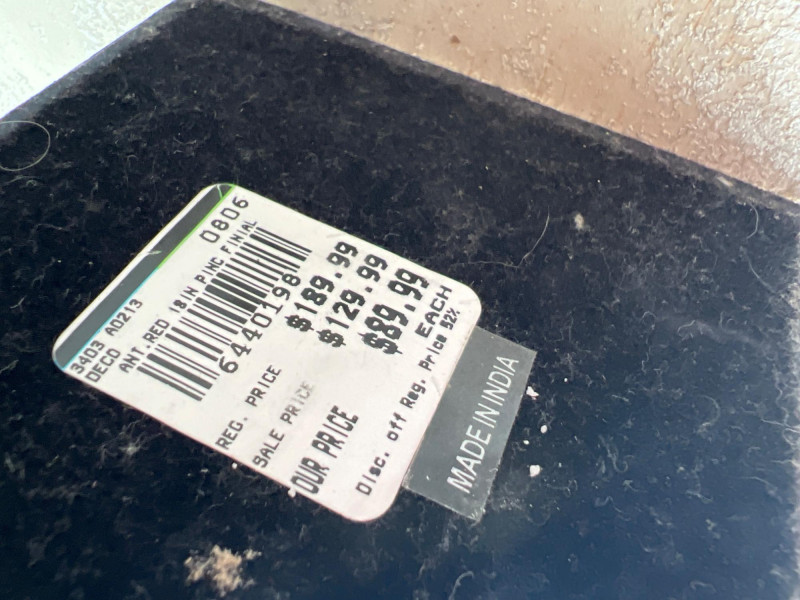 3403 A0213 0806
DECO
ANT.RED 18IN PINC FINIAL
6440198
REG. PRICE $189.99
SALE PRICE $129.99
OUR PRICE $89.99
EACH
Disc. off Reg. Price 52%
MADE IN INDIA